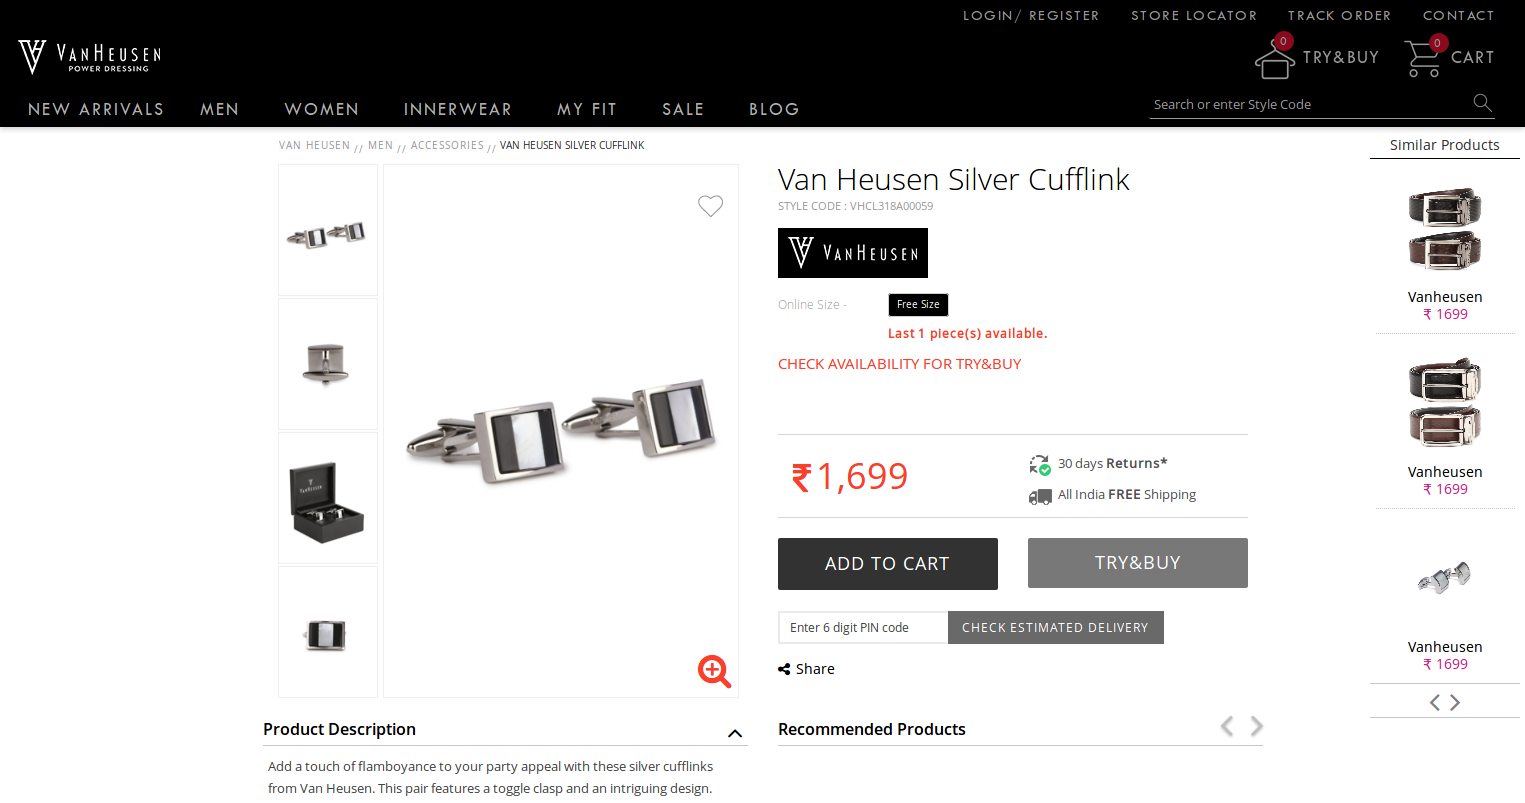 LOGIN/ REGISTER
STORE LOCATOR
TRACK ORDER
CONTACT
VANHEUSEN
POWER DRESSING
0
TRY&BUY
0
CART
NEW ARRIVALS
MEN
WOMEN
INNERWEAR
MY FIT
SALE
BLOG
Search or enter Style Code
VAN HEUSEN // MEN // ACCESSORIES // VAN HEUSEN SILVER CUFFLINK
Van Heusen Silver Cufflink
STYLE CODE : VHCL318A00059
VANHEUSEN
Online Size -
Free Size
Last 1 piece(s) available.
CHECK AVAILABILITY FOR TRY&BUY
₹1,699
30 days Returns*
All India FREE Shipping
ADD TO CART
TRY&BUY
Enter 6 digit PIN code
CHECK ESTIMATED DELIVERY
Share
VANHEUSEN
Product Description
Add a touch of flamboyance to your party appeal with these silver cufflinks
from Van Heusen. This pair features a toggle clasp and an intriguing design.
Recommended Products
Similar Products
Vanheusen
₹ 1699
Vanheusen
₹ 1699
Vanheusen
₹ 1699